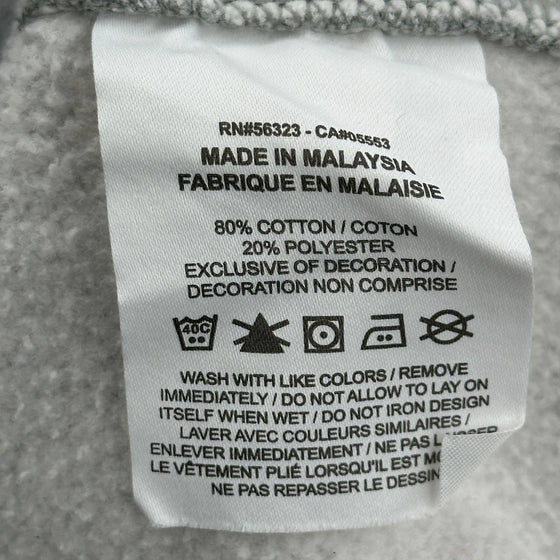 RN#56323 - CA#05553
MADE IN MALAYSIA
FABRIQUE EN MALAISIE
80% COTTON / COTON
20% POLYESTER
EXCLUSIVE OF DECORATION /
DECORATION NON COMPRISE
40C
WASH WITH LIKE COLORS / REMOVE
IMMEDIATELY / DO NOT ALLOW TO LAY ON
ITSELF WHEN WET / DO NOT IRON DESIGN
LAVER AVEC COULEURS SIMILAIRES /
ENLEVER IMMEDIATEMENT / NE PAS
LE VÊTEMENT PLIÉ LORSQU'IL EST
NE PAS REPASSER LE DESSIN